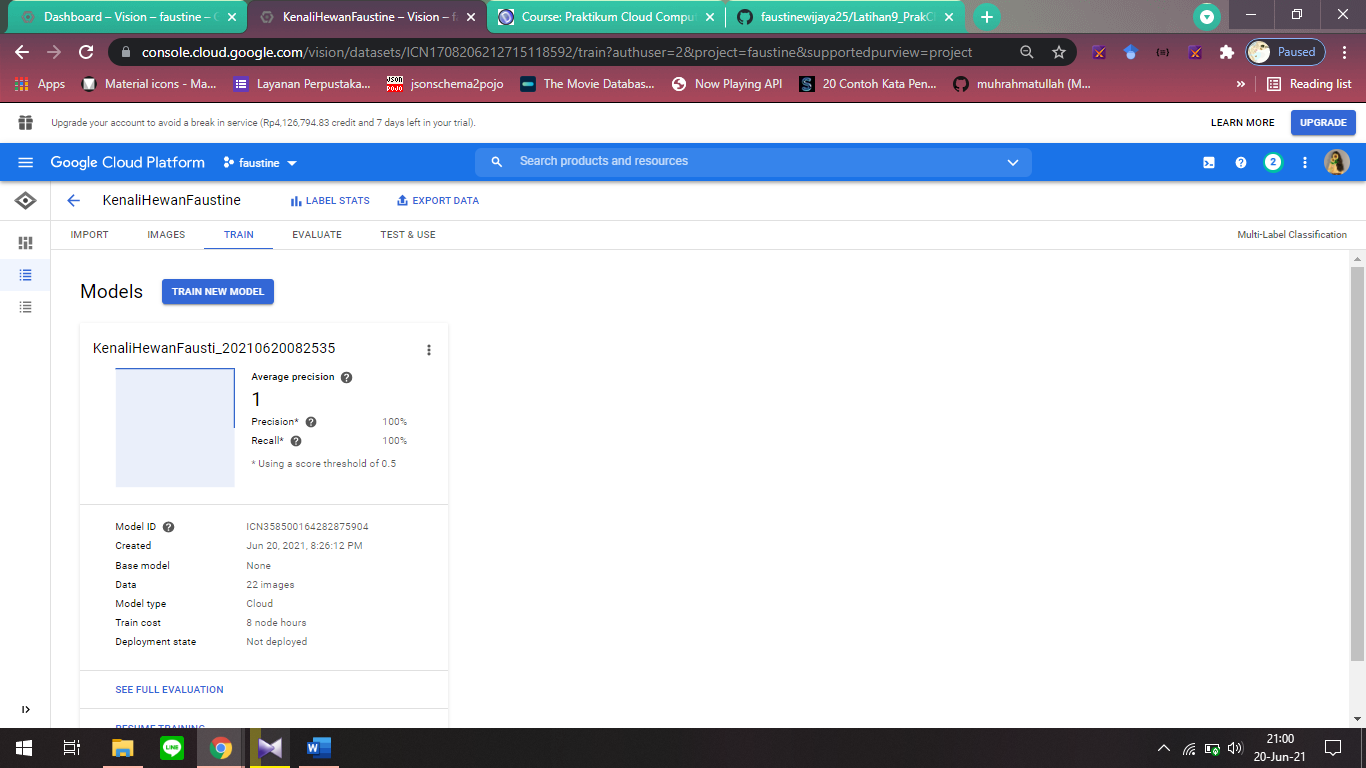 Dashboard – Vision – faustine – G
KenaliHewanFaustine – Vision – f
Course: Praktikum Cloud Comput
faustinewijaya25/Latihan9_PrakCl
console.cloud.google.com/vision/datasets/ICN1708206212715118592/train?authuser=2&project=faustine&supportedpurview=project
Paused
Apps
Material icons - Ma...
Layanan Perpustaka...
JSON
POJO
jsonschema2pojo
The Movie Databas...
Now Playing API
20 Contoh Kata Pen...
muhrahmatullah (M...
»
Reading list
Upgrade your account to avoid a break in service (Rp4,126,794.83 credit and 7 days left in your trial).
LEARN MORE
UPGRADE
Google Cloud Platform
faustine
Search products and resources
2
KenaliHewanFaustine
LABEL STATS
EXPORT DATA
IMPORT
IMAGES
TRAIN
EVALUATE
TEST & USE
Multi-Label Classification
Models
TRAIN NEW MODEL
KenaliHewanFausti_20210620082535
Average precision
1
Precision* 100%
Recall* 100%
* Using a score threshold of 0.5
Model ID ICN358500164282875904
Created Jun 20, 2021, 8:26:12 PM
Base model None
Data 22 images
Model type Cloud
Train cost 8 node hours
Deployment state Not deployed
SEE FULL EVALUATION
RESUME TRAINING
LINE
W
21:00
20-Jun-21